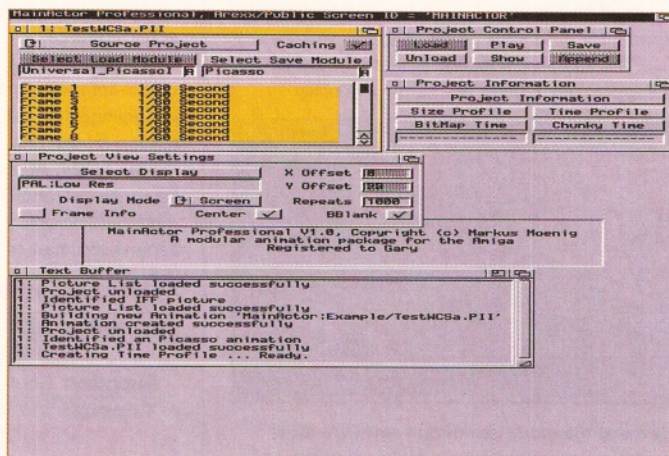 MainActor Professional, Arexx/Public Screen ID = 'MAINACTOR'
1: TestWCSa.PII
Source Project
Caching
Select Load Module
Select Save Module
Universal_Picasso
Picasso
Frame 1 1/60 Second
Frame 2 1/60 Second
Frame 3 1/60 Second
Frame 4 1/60 Second
Frame 5 1/60 Second
Frame 6 1/60 Second
Frame 7 1/60 Second
Frame 8 1/60 Second
Project Control Panel
Load Play Save
Unload Show Append
Project Information
Project Information
Size Profile Time Profile
BitMap Time Chunky Time
Project View Settings
Select Display
PAL:Low Res
Display Mode Screen
Frame Info Center
X Offset 0
Y Offset
Repeats 1000
BBlank
MainActor Professional V1.0, Copyright (c) Markus Moenig
A modular animation package for the Amiga
Registered to Gary
Text Buffer
1: Picture List loaded successfully
1: Project unloaded
1: Identified IFF picture
1: Picture List loaded successfully
1: Building new Animation 'MainActor:Example/TestWCSa.PII'
1: Animation created successfully
1: Project unloaded
1: Identified an Picasso animation
1: TestWCSa.PII loaded successfully
1: Creating Time Profile ... Ready.